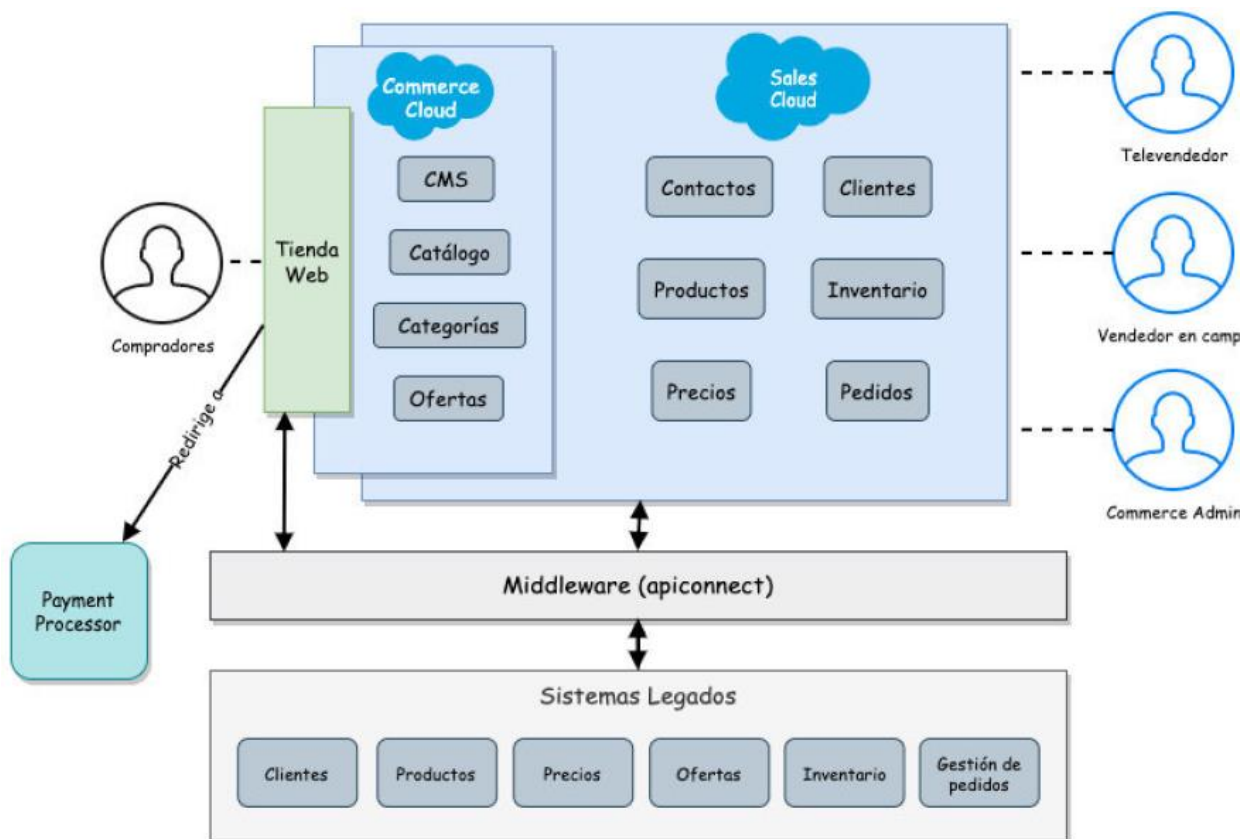 Commerce
Cloud
Sales
Cloud
CMS
Catálogo
Categorías
Ofertas
Contactos
Clientes
Productos
Inventario
Precios
Pedidos
Tienda
Web
Compradores
Redirige a
Payment
Processor
Televendedor
Vendedor en camp
Commerce Admin
Middleware (apiconnect)
Sistemas Legados
Clientes
Productos
Precios
Ofertas
Inventario
Gestión de
pedidos